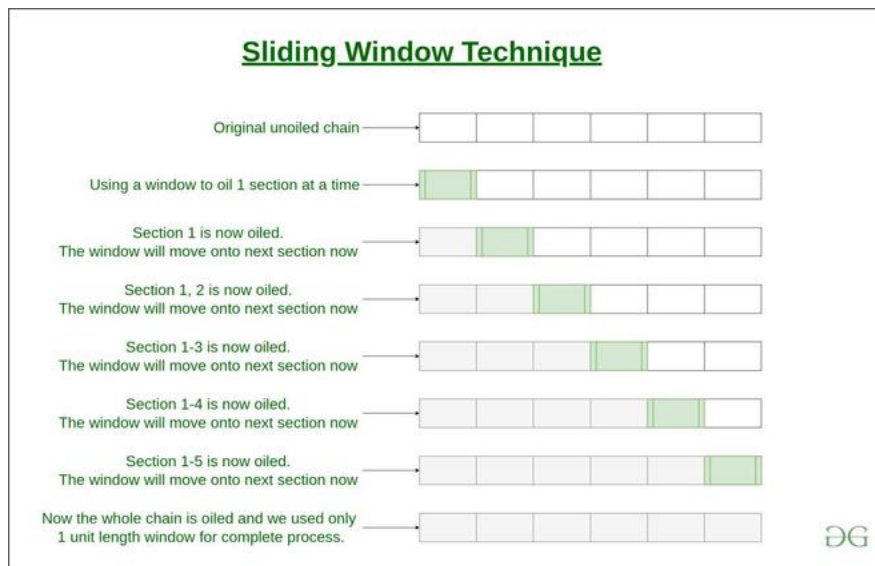 Sliding Window Technique
Original unoiled chain
Using a window to oil 1 section at a time
Section 1 is now oiled.
The window will move onto next section now
Section 1, 2 is now oiled.
The window will move onto next section now
Section 1-3 is now oiled.
The window will move onto next section now
Section 1-4 is now oiled.
The window will move onto next section now
Section 1-5 is now oiled.
The window will move onto next section now
Now the whole chain is oiled and we used only
1 unit length window for complete process.